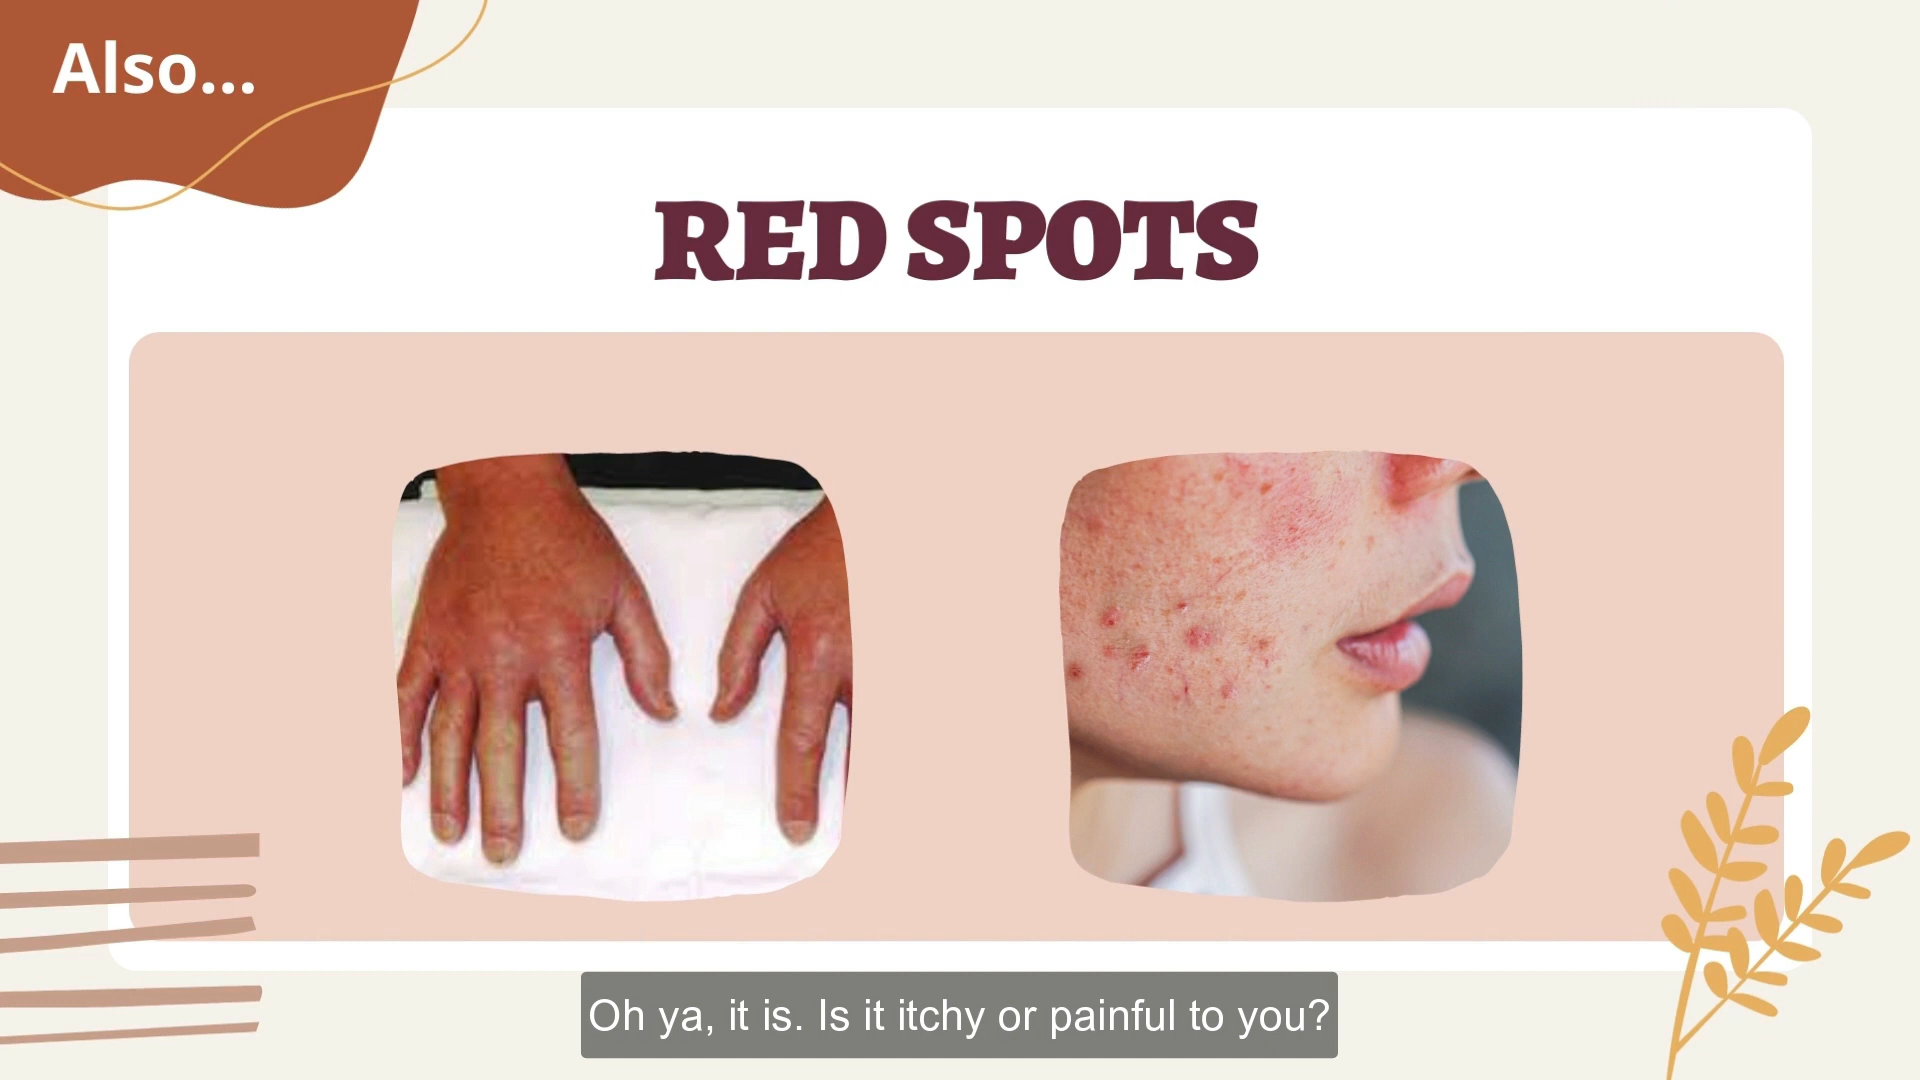 Also...
RED SPOTS
Oh ya, it is. Is it itchy or painful to you?